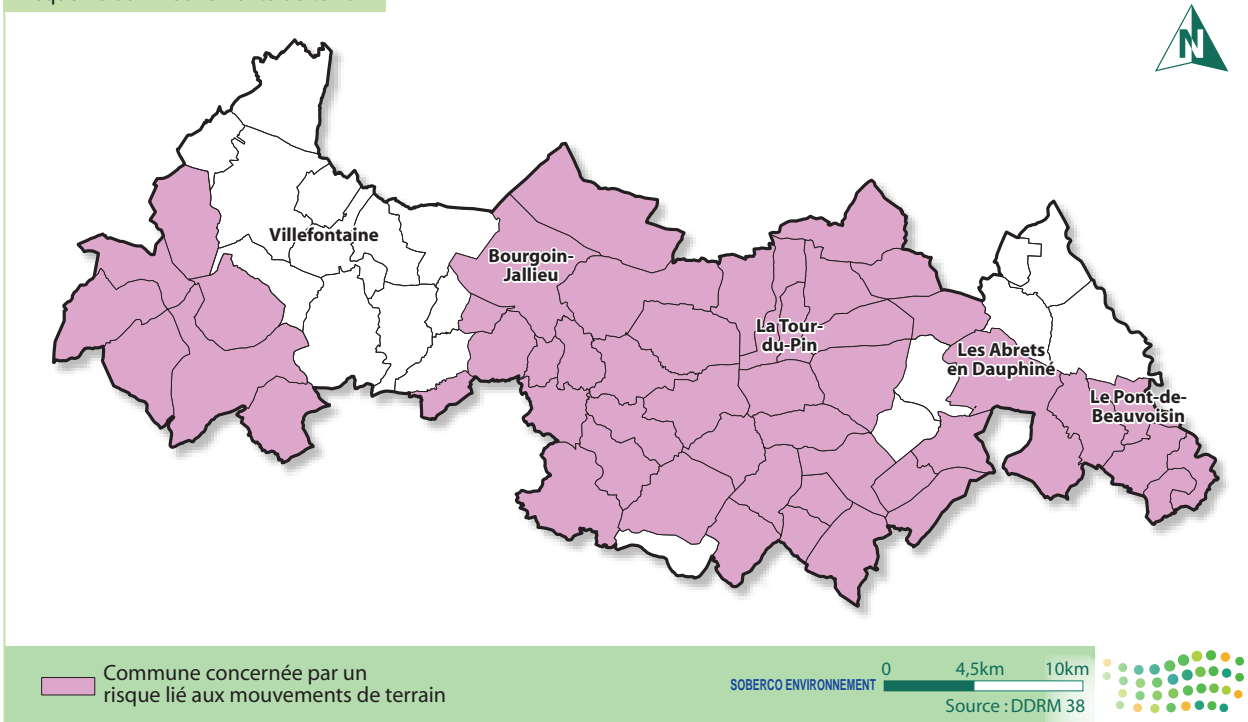 N
Villefontaine
Bourgoin-
Jallieu
La Tour-
du-Pin
Les Abrets
en Dauphiné
Le Pont-de-
Beauvoisin
Commune concernée par un
risque lié aux mouvements de terrain
SOBERCO ENVIRONNEMENT
0 4,5km 10km
Source : DDRM 38